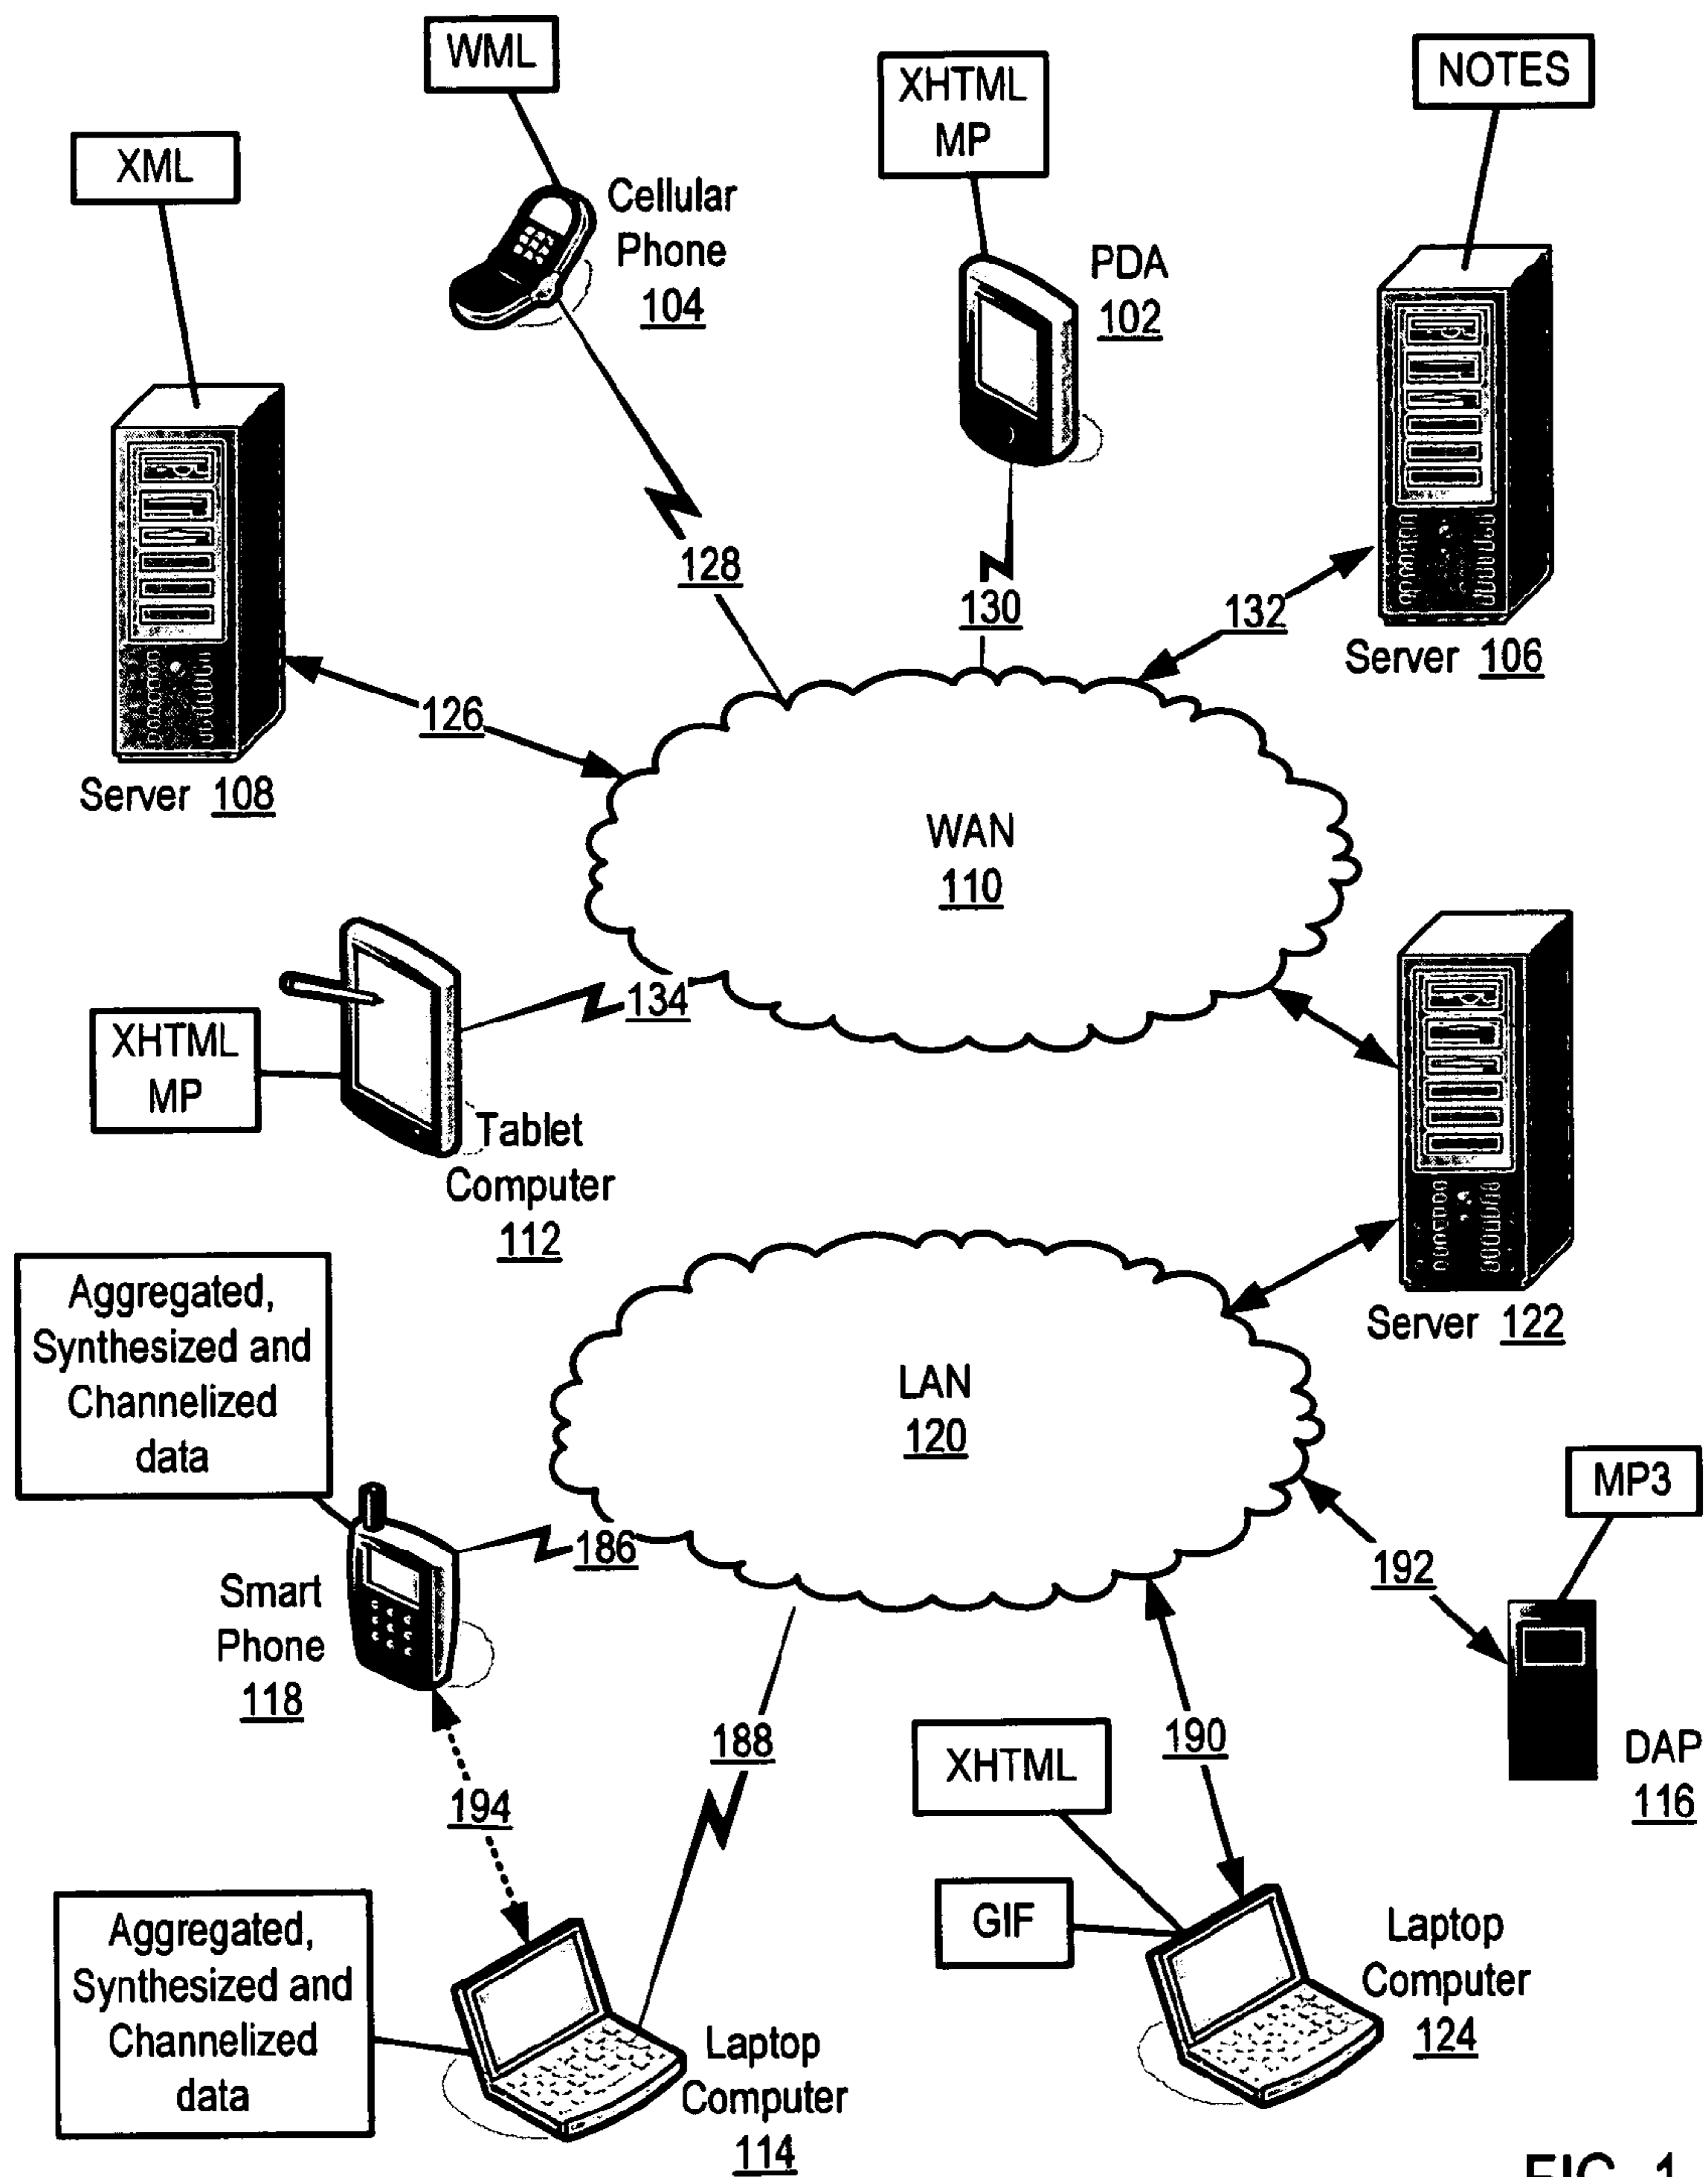 WML
XHTML
MP
NOTES
XML
Cellular
Phone
104
PDA
102
128
130
132
Server 106
126
Server 108
WAN
110
134
XHTML
MP
Tablet
Computer
112
Server 122
Aggregated,
Synthesized and
Channelized
data
LAN
120
MP3
186
192
Smart
Phone
118
188
190
XHTML
DAP
116
194
GIF
Aggregated,
Synthesized and
Channelized
data
Laptop
Computer
124
Laptop
Computer
114
FIG. 1